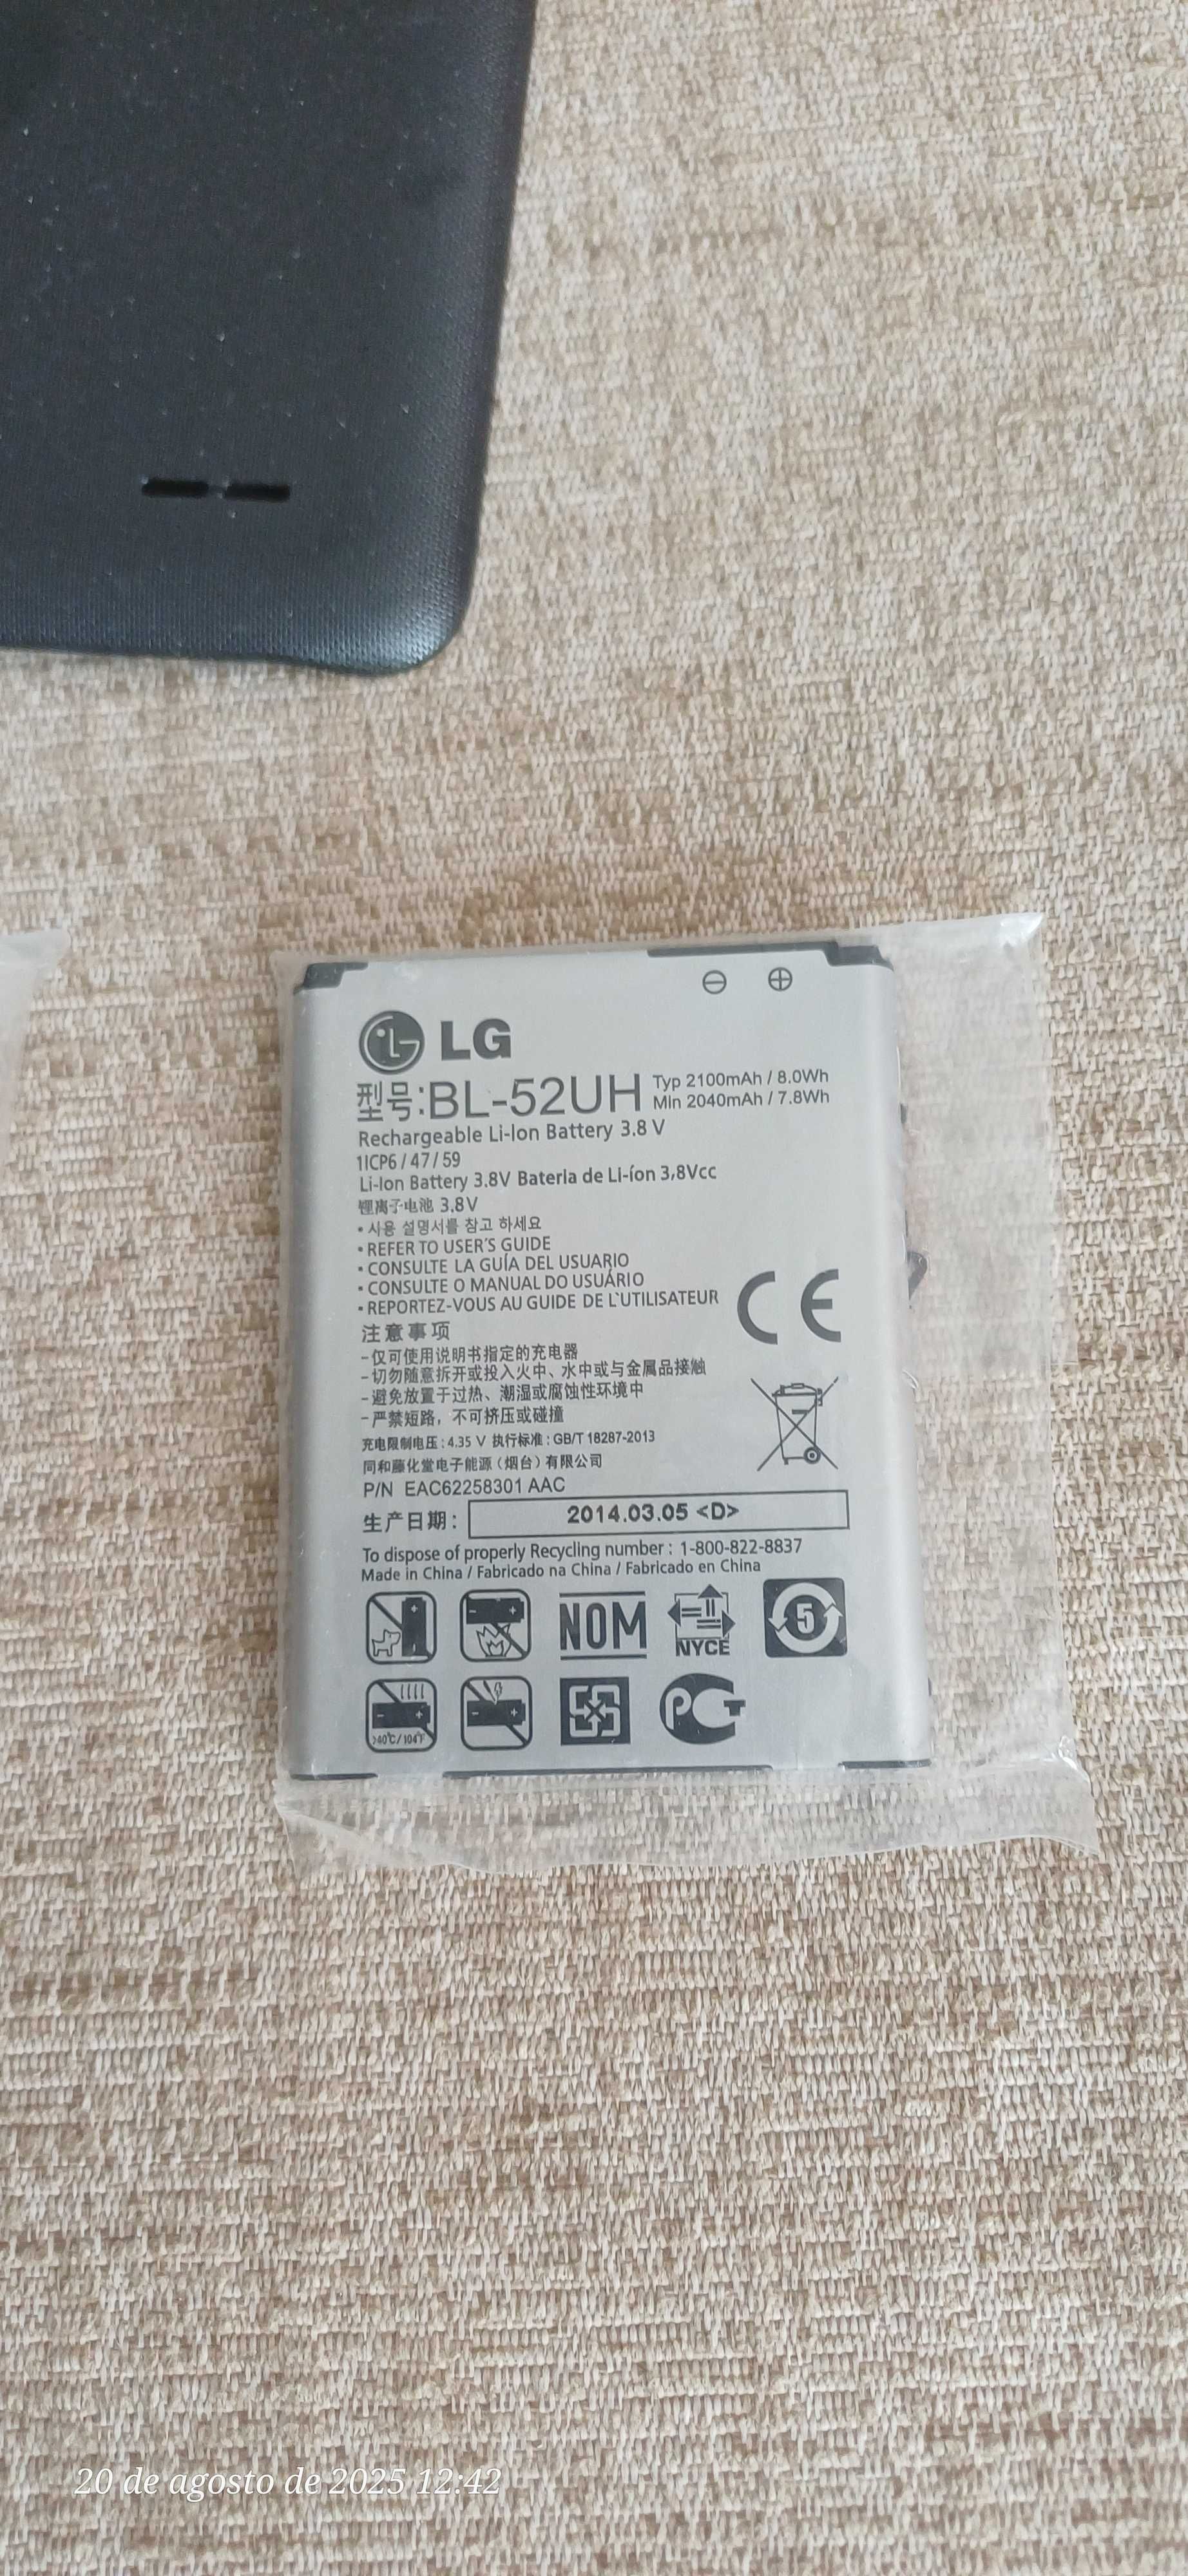 LG
型号:BL-52UH
Typ 2100mAh / 8.0Wh
Min 2040mAh / 7.8Wh
Rechargeable Li-Ion Battery 3.8 V
1ICP6 / 47 / 59
Li-Ion Battery 3.8V Bateria de Li-íon 3,8Vcc
锂离子电池 3.8V
• 사용 설명서를 참고 하세요
• REFER TO USER'S GUIDE
• CONSULTE LA GUÍA DEL USUARIO
• CONSULTE O MANUAL DO USUÁRIO
• REPORTEZ-VOUS AU GUIDE DE L'UTILISATEUR
CE
注意事项
-仅可使用说明书指定的充电器
-切勿随意拆开或投入火中、水中或与金属品接触
-避免放置于过热、潮湿或腐蚀性环境中
-严禁短路，不可挤压或碰撞
充电限制电压 : 4.35 V 执行标准 : GB/T 18287-2013
同和藤化堂电子能源（烟台）有限公司
P/N EAC62258301 AAC
生产日期: 2014.03.05 <D>
To dispose of properly Recycling number : 1-800-822-8837
Made in China / Fabricado na China / Fabricado en China
NOM
NYCE
5
>40℃/104℉
PCT
20 de agosto de 2025 12:42